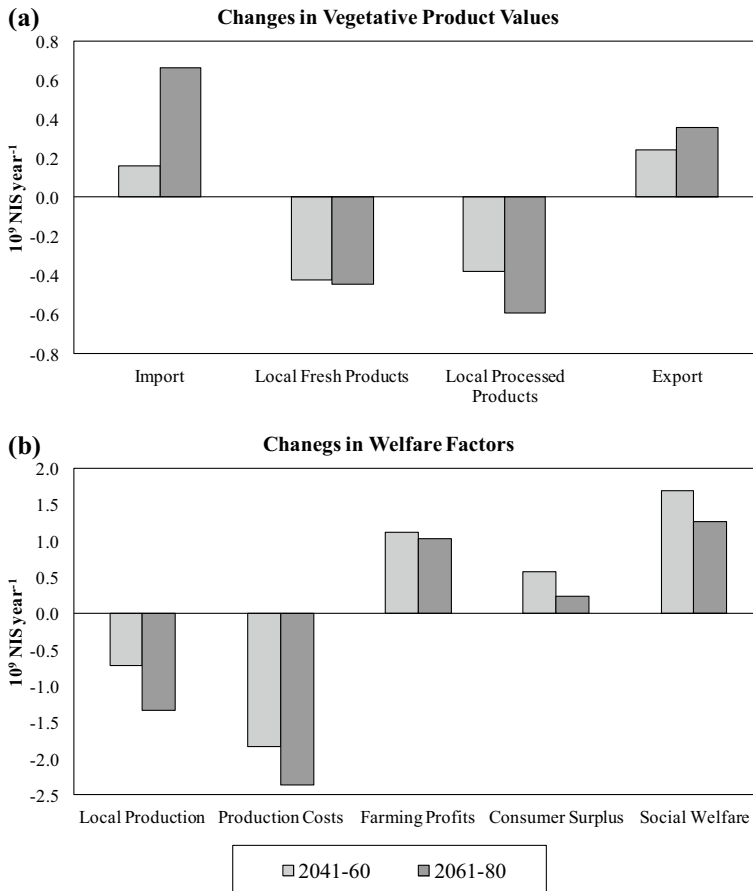 (a)
Changes in Vegetative Product Values
10⁹ NIS year⁻¹
0.8
0.6
0.4
0.2
0.0
-0.2
-0.4
-0.6
-0.8
Import
Local Fresh Products
Local Processed
Products
Export
(b)
Chanegs in Welfare Factors
10⁹ NIS year⁻¹
2.0
1.5
1.0
0.5
0.0
-0.5
-1.0
-1.5
-2.0
-2.5
Local Production
Production Costs
Farming Profits
Consumer Surplus
Social Welfare
2041-60
2061-80